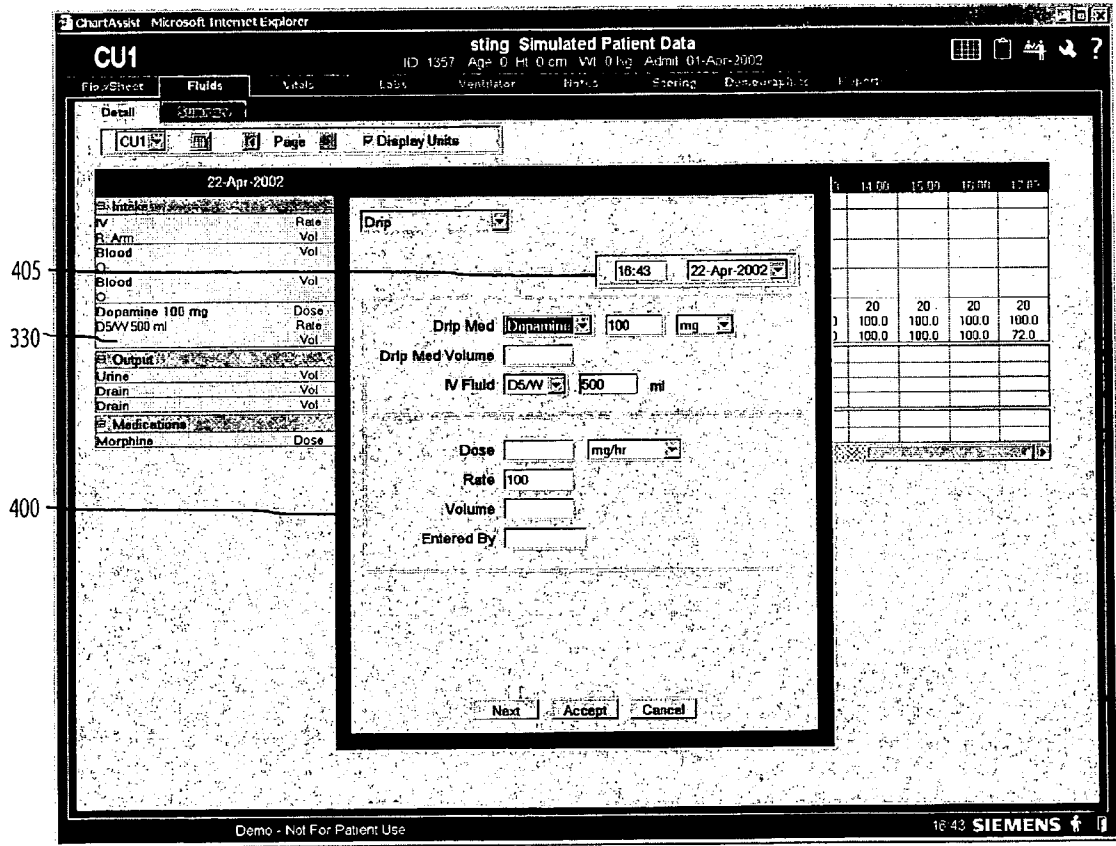 ChartAssist Microsoft Internet Explorer
CU1
sting Simulated Patient Data
ID 1357 Age 0 Ht 0 cm Wt 0 kg Admit 01-Apr-2002
FlowSheet Fluids Vitals Labs Ventilator Notes Scoring Demographics Reports
Detail Summary
CU1 Page Display Units
22-Apr-2002
14:00 15:00 16:00
Intake
IV Rate
R. Arm Vol
Blood Vol
O-
Blood Vol
O-
Dopamine 100 mg Dose 20 20 20 20
D5/W 500 ml Rate 100.0 100.0 100.0 100.0
Vol 100.0 100.0 100.0 72.0
Output
Urine Vol
Drain Vol
Drain Vol
Medications
Morphine Dose
Drip
16:43 22-Apr-2002
Drip Med Dopamine 100 mg
Drip Med Volume
IV Fluid D5/W 500 ml
Dose mg/hr
Rate 100
Volume
Entered By
Next Accept Cancel
405
330
400
Demo - Not For Patient Use
16:43 SIEMENS